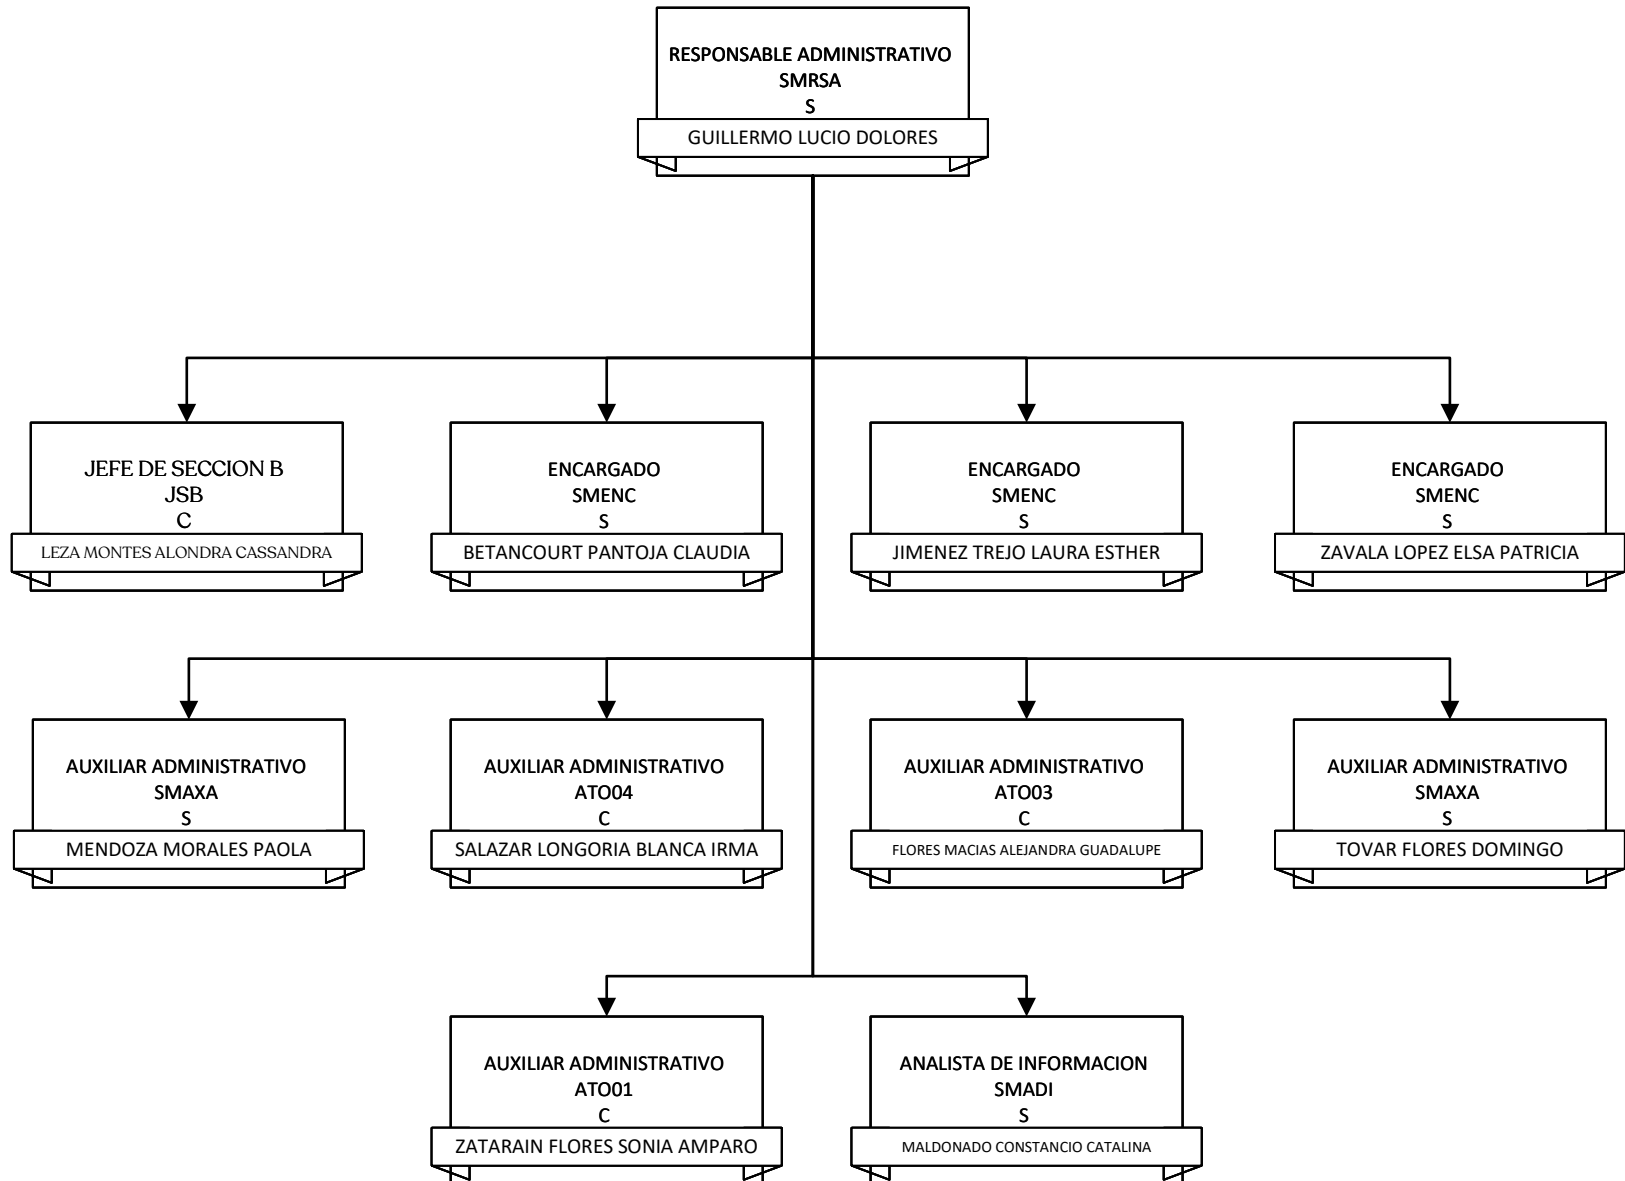 RESPONSABLE ADMINISTRATIVO
SMRSA
S
GUILLERMO LUCIO DOLORES
JEFE DE SECCION B
JSB
C
LEZA MONTES ALONDRA CASSANDRA
ENCARGADO
SMENC
S
BETANCOURT PANTOJA CLAUDIA
ENCARGADO
SMENC
S
JIMENEZ TREJO LAURA ESTHER
ENCARGADO
SMENC
S
ZAVALA LOPEZ ELSA PATRICIA
AUXILIAR ADMINISTRATIVO
SMAXA
S
MENDOZA MORALES PAOLA
AUXILIAR ADMINISTRATIVO
ATO04
C
SALAZAR LONGORIA BLANCA IRMA
AUXILIAR ADMINISTRATIVO
ATO03
C
FLORES MACIAS ALEJANDRA GUADALUPE
AUXILIAR ADMINISTRATIVO
SMAXA
S
TOVAR FLORES DOMINGO
AUXILIAR ADMINISTRATIVO
ATO01
C
ZATARAIN FLORES SONIA AMPARO
ANALISTA DE INFORMACION
SMADI
S
MALDONADO CONSTANCIO CATALINA